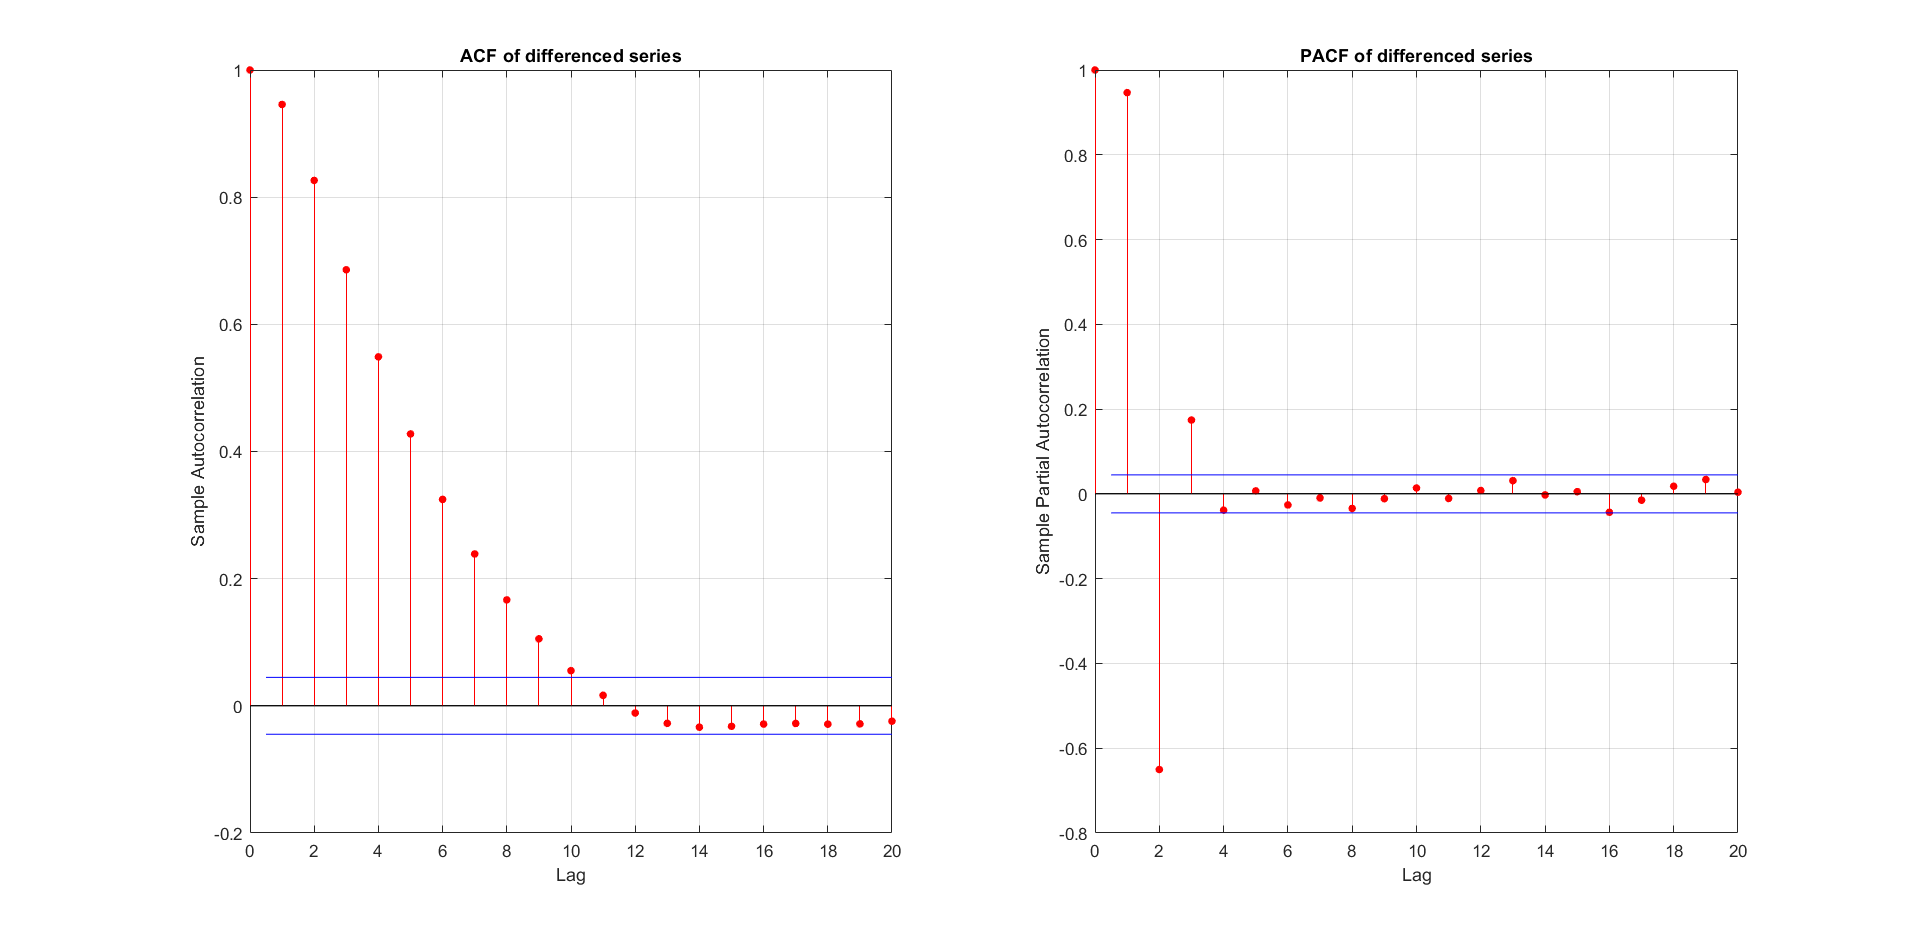 ACF of differenced series
Sample Autocorrelation
1
0.8
0.6
0.4
0.2
0
-0.2
0 2 4 6 8 10 12 14 16 18 20
Lag
PACF of differenced series
Sample Partial Autocorrelation
1
0.8
0.6
0.4
0.2
0
-0.2
-0.4
-0.6
-0.8
0 2 4 6 8 10 12 14 16 18 20
Lag